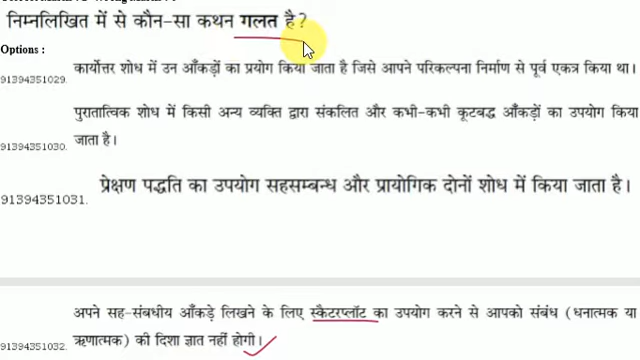 निम्नलिखित में से कौन-सा कथन गलत है?
Options :
कार्योत्तर शोध में उन आँकड़ों का प्रयोग किया जाता है जिसे आपने परिकल्पना निर्माण से पूर्व एकत्र किया था।
91394351029.
पुरातात्विक शोध में किसी अन्य व्यक्ति द्वारा संकलित और कभी-कभी कूटबद्ध आँकड़ों का उपयोग किया
जाता है।
91394351030.
प्रेक्षण पद्धति का उपयोग सहसम्बन्ध और प्रायोगिक दोनों शोध में किया जाता है।
91394351031.
अपने सह-संबधीय आँकड़े लिखने के लिए स्कैटरप्लॉट का उपयोग करने से आपको संबंध (धनात्मक या
ऋणात्मक) की दिशा ज्ञात नहीं होगी।
91394351032.